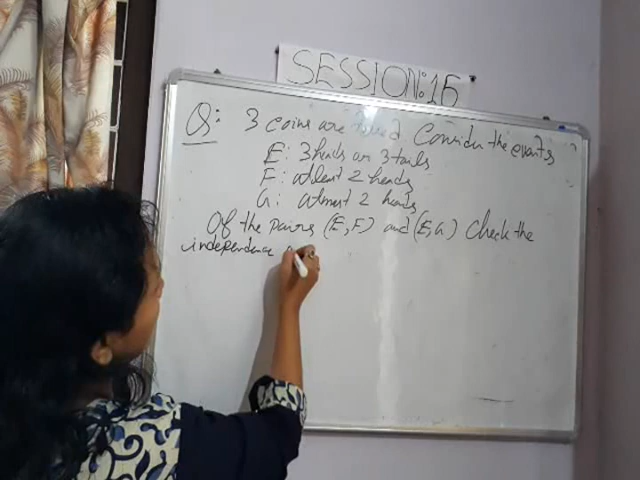 SESSION:16
Q: 3 coins are tossed Consider the events
E: 3 heads or 3 tails
F: atleast 2 heads
G: atmost 2 heads
Of the pairs (E,F) and (E,G) Check the
independence